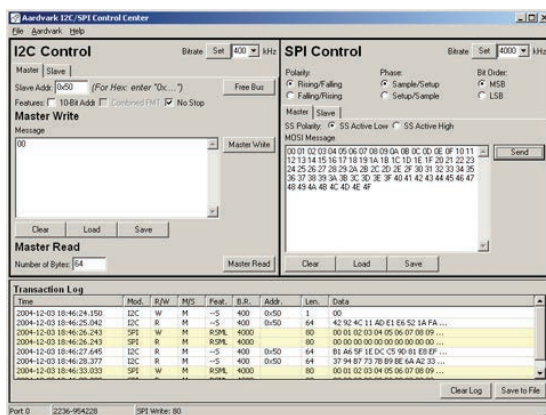 Aardvark I2C/SPI Control Center
File Aardvark Help
I2C Control
Bitrate Set 400 kHz
Master Slave
Slave Addr: 0x50 (For Hex: enter "0x...") Free Bus
Features: 10-Bit Addr Combined FMT No Stop
Master Write
Message
00
Master Write
Clear Load Save
Master Read
Number of Bytes: 64 Master Read
SPI Control
Bitrate Set 4000 kHz
Polarity: Phase: Bit Order:
Rising/Falling Sample/Setup MSB
Falling/Rising Setup/Sample LSB
Master Slave
SS Polarity: SS Active Low SS Active High
MOSI Message
00 01 02 03 04 05 06 07 08 09 0A 0B 0C 0D 0E 0F 10 11
12 13 14 15 16 17 18 19 1A 1B 1C 1D 1E 1F 20 21 22 23
24 25 26 27 28 29 2A 2B 2C 2D 2E 2F 30 31 32 33 34 35
36 37 38 39 3A 3B 3C 3D 3E 3F 40 41 42 43 44 45 46 47
48 49 4A 4B 4C 4D 4E 4F
Send
Clear Load Save
Transaction Log
Time Mod. R/W M/S Feat. B.R. Addr. Len. Data
2004-12-03 18:46:24.150 I2C W M --S 400 0x50 1 00
2004-12-03 18:46:25.042 I2C R M --S 400 0x50 64 42 92 4C 11 AD E1 E6 52 1A FA ...
2004-12-03 18:46:26.243 SPI W M RSML 4000 80 00 01 02 03 04 05 06 07 08 09 ...
2004-12-03 18:46:26.243 SPI R M RSML 4000 80 00 00 00 00 00 00 00 00 00 00 ...
2004-12-03 18:46:27.645 I2C R M --S 400 0x50 64 B1 A6 5F 1E DC C5 9D 81 E8 EF ...
2004-12-03 18:46:28.377 I2C R M --S 400 0x50 64 37 94 B7 73 7B B9 8E 6A A2 33 ...
2004-12-03 18:46:33.033 SPI W M RSML 4000 80 00 01 02 03 04 05 06 07 08 09 ...
Clear Log Save to File
Port 0 2236-954228 SPI Write: 80